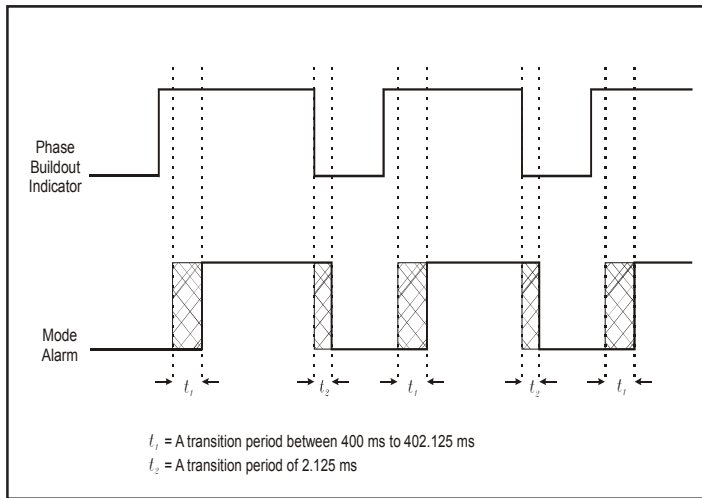 Phase
Buildout
Indicator
Mode
Alarm
t₁ t₂ t₁ t₂ t₁
t₁ = A transition period between 400 ms to 402.125 ms
t₂ = A transition period of 2.125 ms